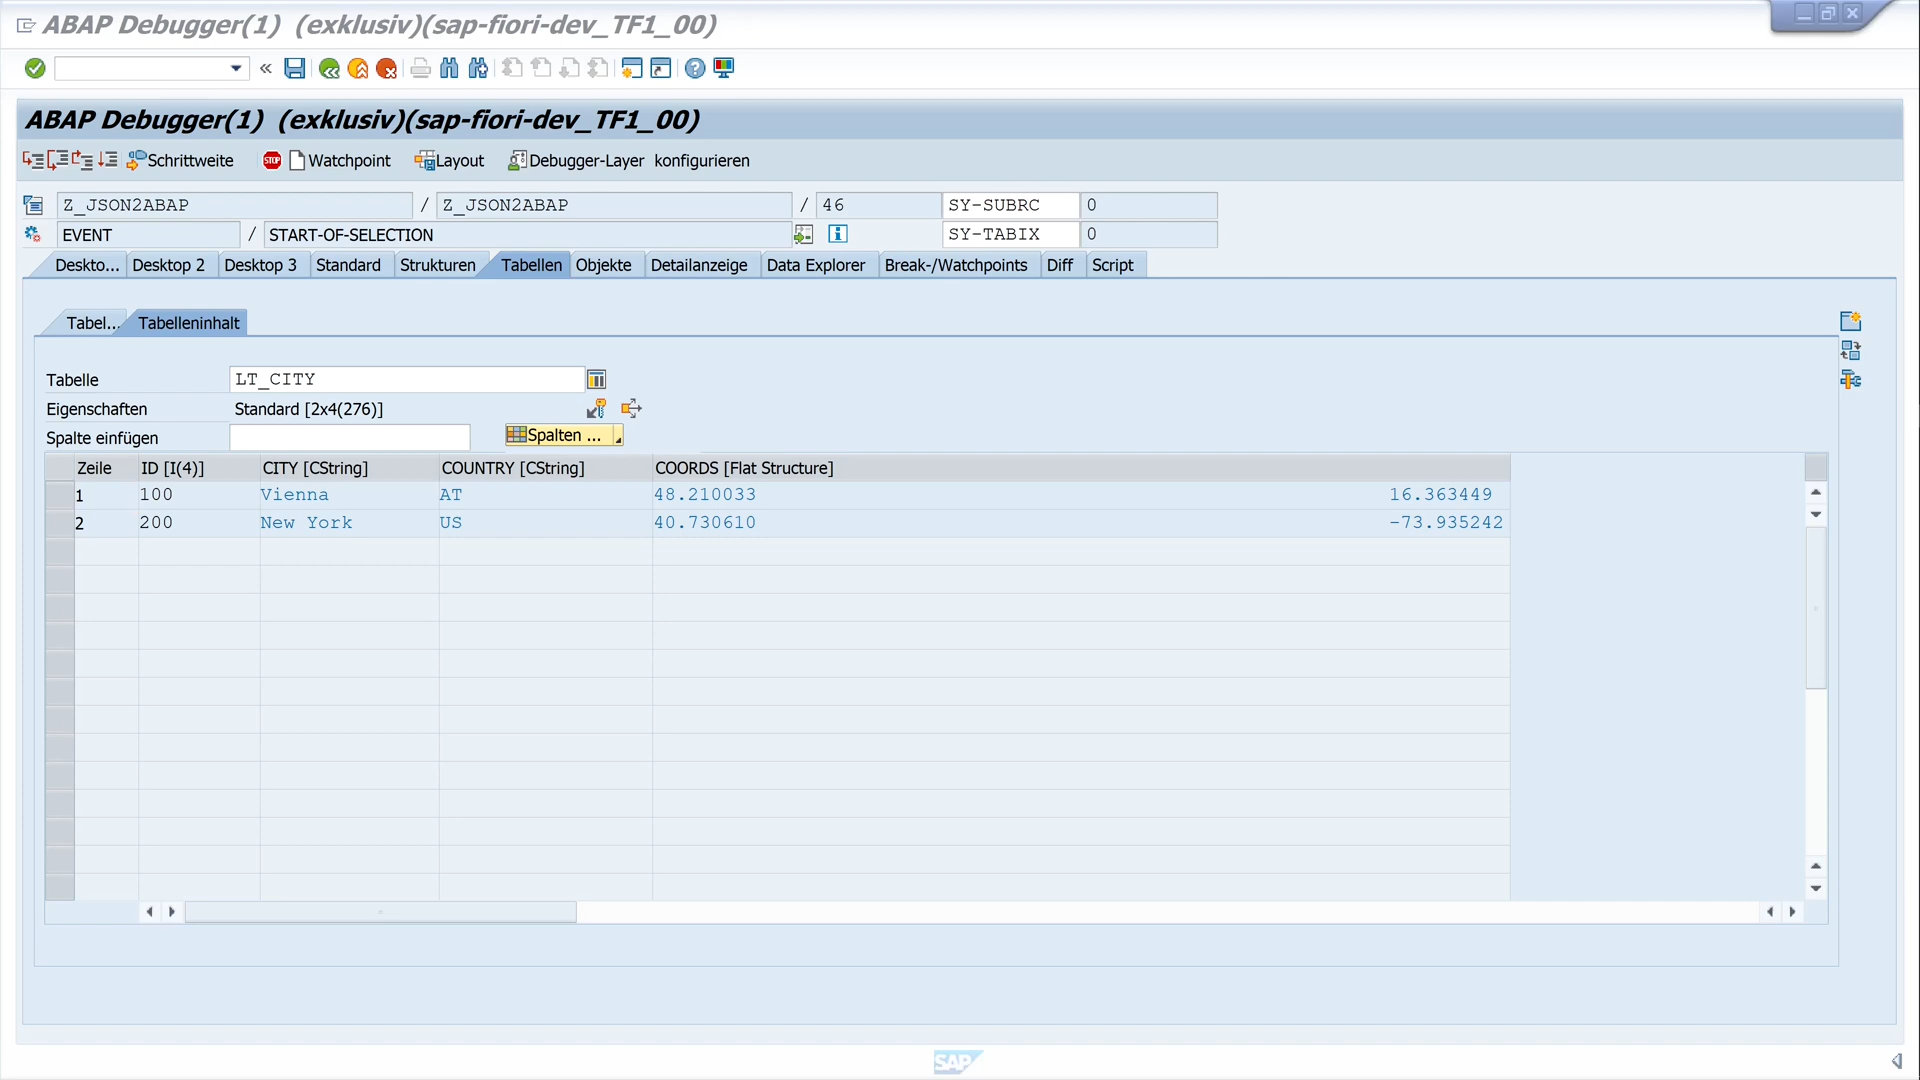 ABAP Debugger(1) (exklusiv)(sap-fiori-dev_TF1_00)
ABAP Debugger(1) (exklusiv)(sap-fiori-dev_TF1_00)
Schrittweite STOP Watchpoint Layout Debugger-Layer konfigurieren
Z_JSON2ABAP / Z_JSON2ABAP / 46 SY-SUBRC 0
EVENT / START-OF-SELECTION SY-TABIX 0
Deskto... Desktop 2 Desktop 3 Standard Strukturen Tabellen Objekte Detailanzeige Data Explorer Break-/Watchpoints Diff Script
Tabel... Tabelleninhalt
Tabelle LT_CITY
Eigenschaften Standard [2x4(276)]
Spalte einfügen Spalten ...
Zeile ID [I(4)] CITY [CString] COUNTRY [CString] COORDS [Flat Structure]
1 100 Vienna AT 48.210033 16.363449
2 200 New York US 40.730610 -73.935242
SAP